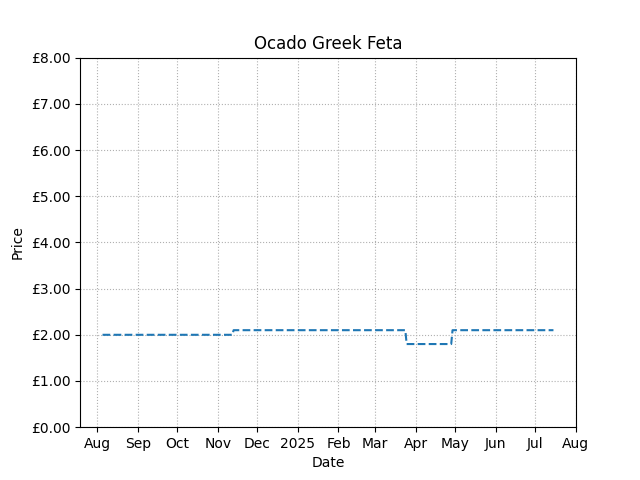 Ocado Greek Feta
£8.00
£7.00
£6.00
£5.00
£4.00
£3.00
£2.00
£1.00
£0.00
Price
Aug Sep Oct Nov Dec 2025 Feb Mar Apr May Jun Jul Aug
Date